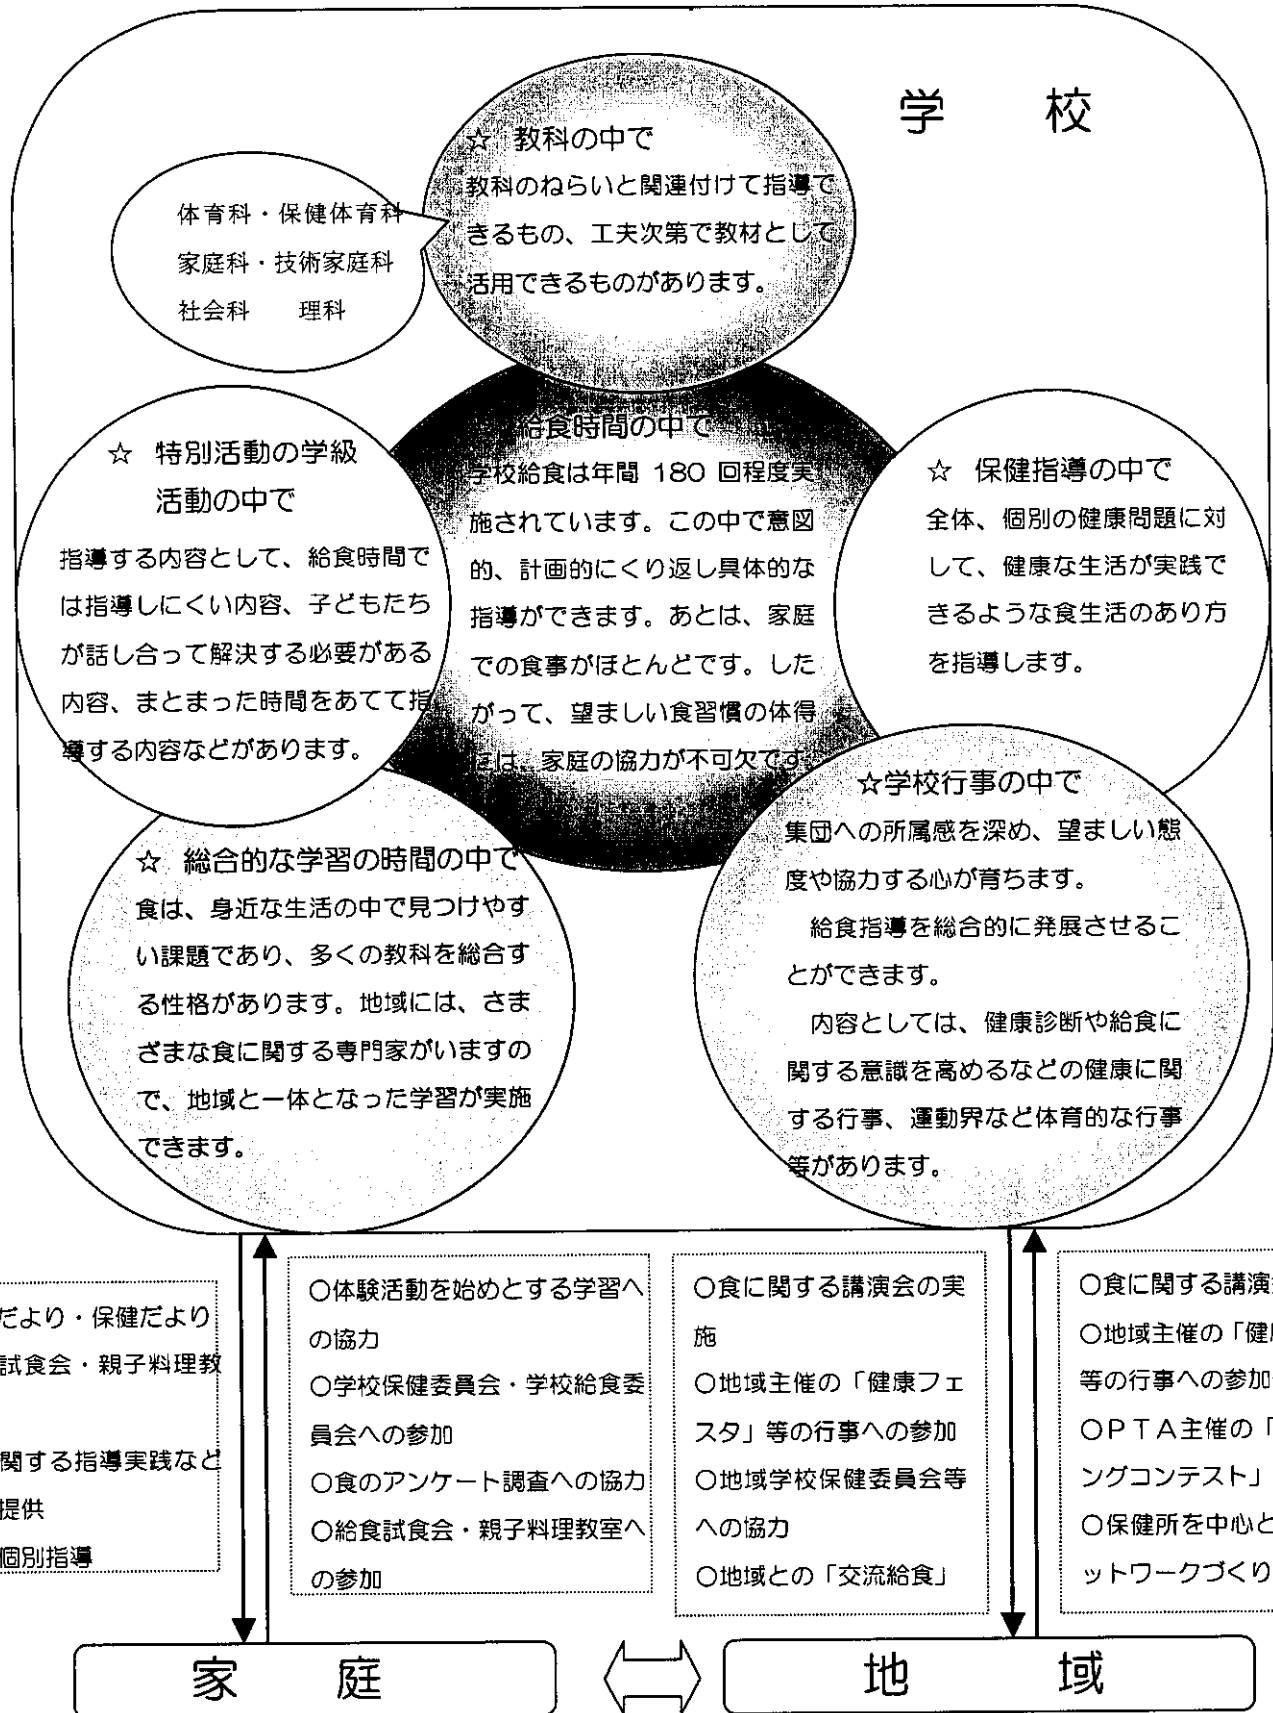 学　校
☆ 教科の中で
教科のねらいと関連付けて指導で
きるもの、工夫次第で教材として
活用できるものがあります。
体育科・保健体育科
家庭科・技術家庭科
社会科　理科
給食時間の中で
学校給食は年間 180 回程度実
施されています。この中で意図
的、計画的にくり返し具体的な
指導ができます。あとは、家庭
での食事がほとんどです。した
がって、望ましい食習慣の体得
には、家庭の協力が不可欠です。
☆ 特別活動の学級
活動の中で
指導する内容として、給食時間で
は指導しにくい内容、子どもたち
が話し合って解決する必要がある
内容、まとまった時間をあてて指
導する内容などがあります。
☆ 保健指導の中で
全体、個別の健康問題に対
して、健康な生活が実践で
きるような食生活のあり方
を指導します。
☆ 総合的な学習の時間の中で
食は、身近な生活の中で見つけやす
い課題であり、多くの教科を総合す
る性格があります。地域には、さま
ざまな食に関する専門家がいますの
で、地域と一体となった学習が実施
できます。
☆学校行事の中で
集団への所属感を深め、望ましい態
度や協力する心が育ちます。
給食指導を総合的に発展させるこ
とができます。
内容としては、健康診断や給食に
関する意識を高めるなどの健康に関
する行事、運動界など体育的な行事
等があります。
だより・保健だより
試食会・親子料理教
関する指導実践など
提供
個別指導
○体験活動を始めとする学習へ
の協力
○学校保健委員会・学校給食委
員会への参加
○食のアンケート調査への協力
○給食試食会・親子料理教室へ
の参加
○食に関する講演会の実
施
○地域主催の「健康フェ
スタ」等の行事への参加
○地域学校保健委員会等
への協力
○地域との「交流給食」
○食に関する講演
○地域主催の「健
等の行事への参加
○ＰＴＡ主催の「
ングコンテスト」
○保健所を中心と
ットワークづくり
家　庭
地　域